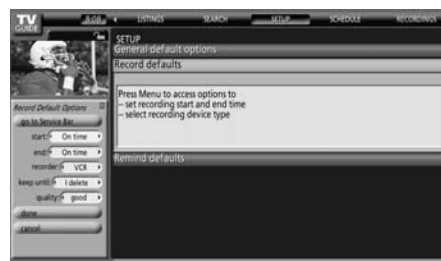 TV
GUIDE
8:08
LISTINGS
SEARCH
SETUP
SCHEDULE
RECORDINGS
SETUP
General default options
Record defaults
Press Menu to access options to
– set recording start and end time
– select recording device type
Remind defaults
Record Default Options
go to Service Bar
start: On time
end: On time
recorder: VCR
keep until: I delete
quality: good
done
cancel